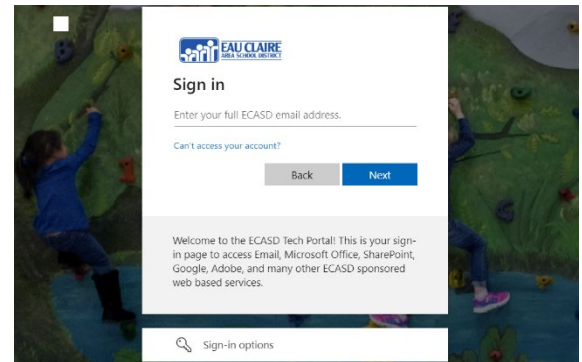 EAU CLAIRE
AREA SCHOOL DISTRICT
Sign in
Enter your full ECASD email address.
Can't access your account?
Back
Next
Welcome to the ECASD Tech Portal! This is your sign-
in page to access Email, Microsoft Office, SharePoint,
Google, Adobe, and many other ECASD sponsored
web based services.
Sign-in options